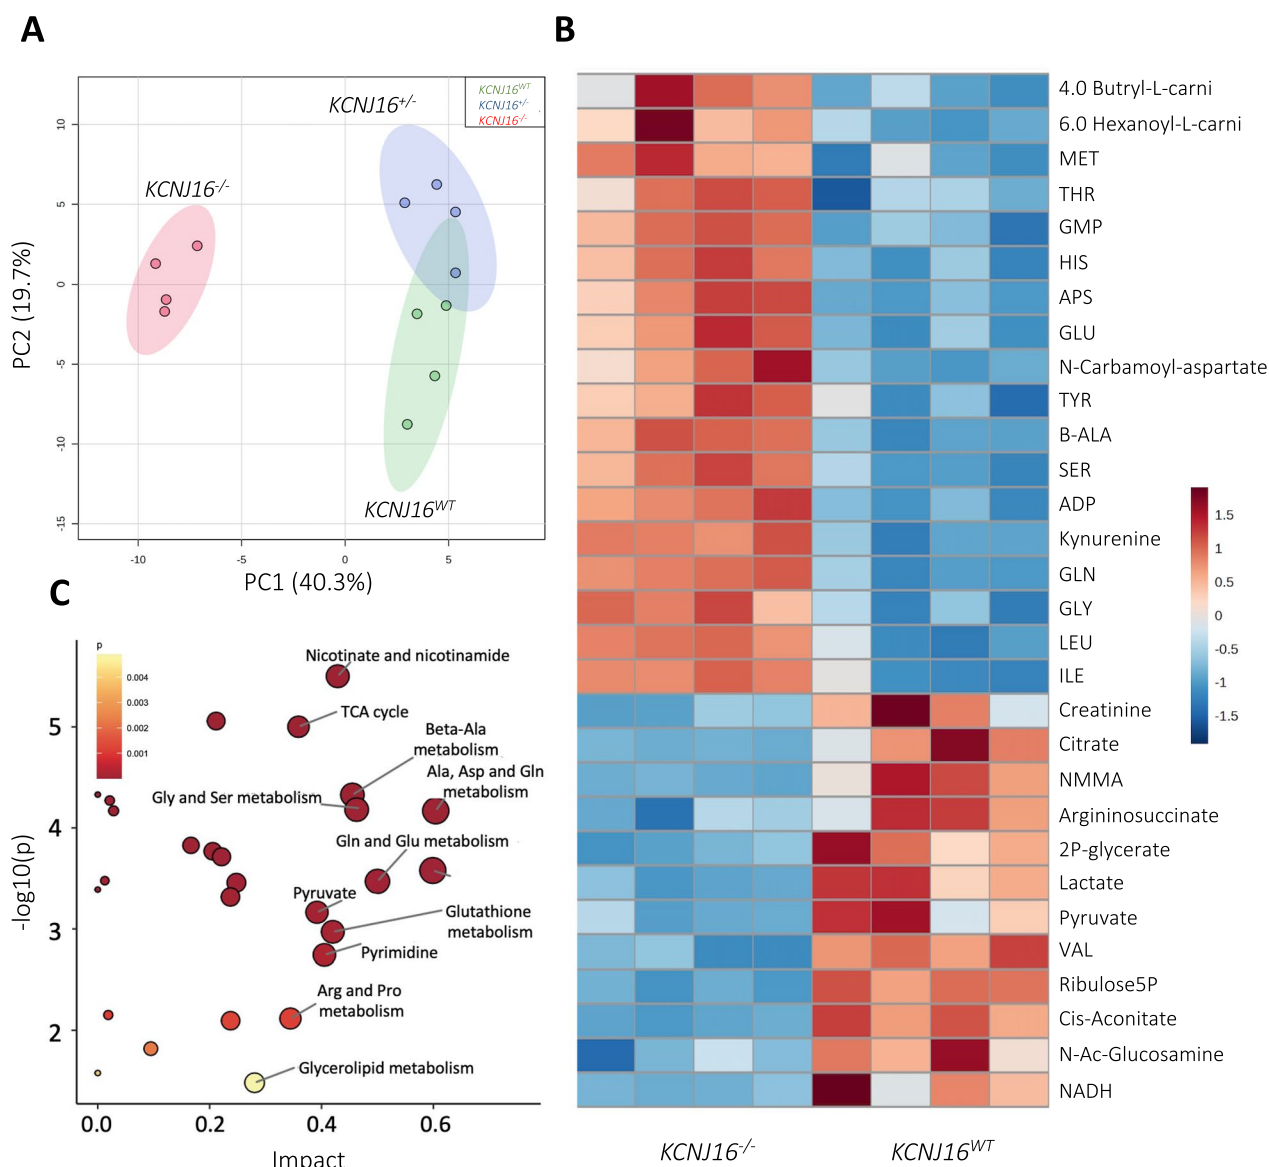 A
KCNJ16WT
KCNJ16+/-
KCNJ16-/-
KCNJ16+/-
KCNJ16-/-
KCNJ16WT
PC2 (19.7%)
10
5
0
-5
-10
-15
-10
-5
0
5
PC1 (40.3%)
B
4.0 Butryl-L-carni
6.0 Hexanoyl-L-carni
MET
THR
GMP
HIS
APS
GLU
N-Carbamoyl-aspartate
TYR
B-ALA
SER
ADP
Kynurenine
GLN
GLY
LEU
ILE
Creatinine
Citrate
NMMA
Argininosuccinate
2P-glycerate
Lactate
Pyruvate
VAL
Ribulose5P
Cis-Aconitate
N-Ac-Glucosamine
NADH
1.5
1
0.5
0
-0.5
-1
-1.5
KCNJ16-/-
KCNJ16WT
C
p
0.004
0.003
0.002
0.001
Nicotinate and nicotinamide
TCA cycle
Beta-Ala
metabolism
Ala, Asp and Gln
metabolism
Gly and Ser metabolism
Gln and Glu metabolism
Pyruvate
Glutathione
metabolism
Pyrimidine
Arg and Pro
metabolism
Glycerolipid metabolism
-log10(p)
5
4
3
2
0.0
0.2
0.4
0.6
Impact